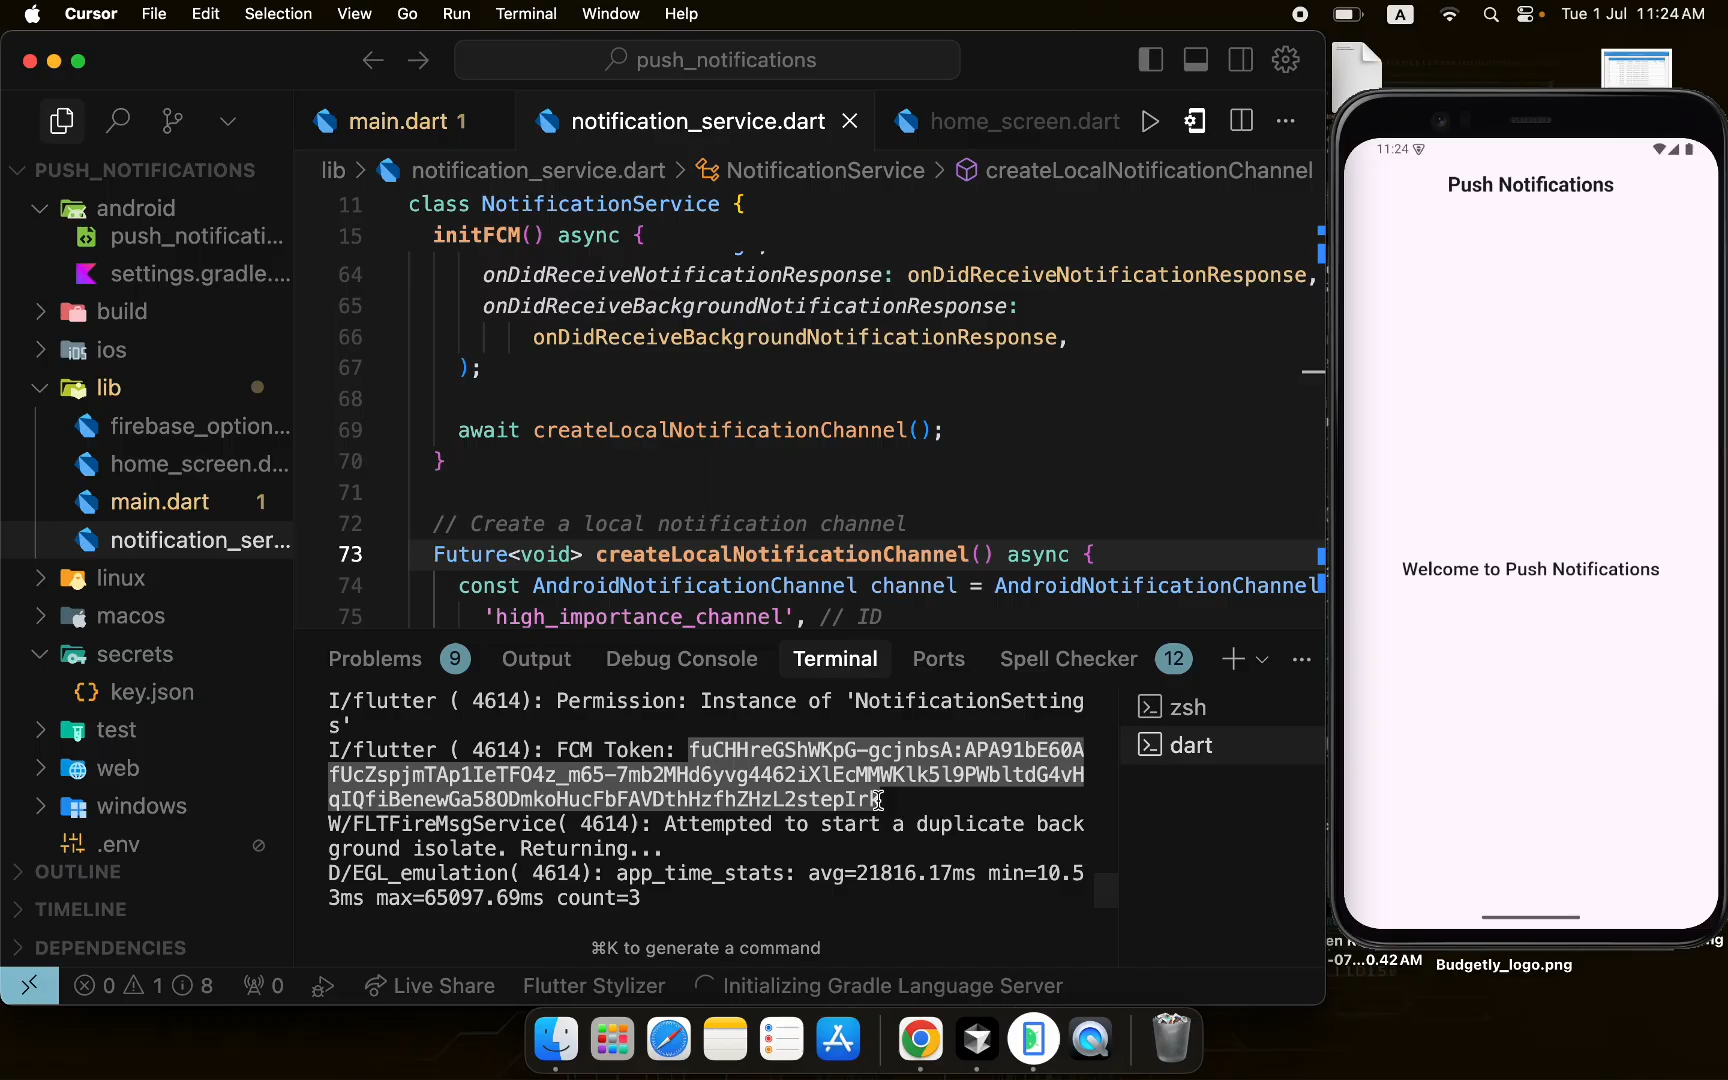 Cursor File Edit Selection View Go Run Terminal Window Help A Tue 1 Jul 11:24 AM
push_notifications
main.dart 1 notification_service.dart home_screen.dart
PUSH_NOTIFICATIONS
android
push_notificati...
settings.gradle....
build
ios
lib
firebase_option...
home_screen.d...
main.dart 1
notification_ser...
linux
macos
secrets
key.json
test
web
windows
.env
OUTLINE
TIMELINE
DEPENDENCIES
lib > notification_service.dart > NotificationService > createLocalNotificationChannel
11 class NotificationService {
15 initFCM() async {
64 onDidReceiveNotificationResponse: onDidReceiveNotificationResponse,
65 onDidReceiveBackgroundNotificationResponse:
66 onDidReceiveBackgroundNotificationResponse,
67 );
68
69 await createLocalNotificationChannel();
70 }
71
72 // Create a local notification channel
73 Future<void> createLocalNotificationChannel() async {
74 const AndroidNotificationChannel channel = AndroidNotificationChannel
75 'high_importance_channel', // ID
Problems 9 Output Debug Console Terminal Ports Spell Checker 12
I/flutter ( 4614): Permission: Instance of 'NotificationSetting
s'
I/flutter ( 4614): FCM Token: fuCHHreGShWKpG-gcjnbsA:APA91bE60A
fUcZspjmTAp1IeTFO4z_m65-7mb2MHd6yvg4462iXlEcMMWKlk5l9PWbltdG4vH
qIQfiBenewGa58ODmkoHucFbFAVDthHzfhZHzL2stepIrk
W/FLTFireMsgService( 4614): Attempted to start a duplicate back
ground isolate. Returning...
D/EGL_emulation( 4614): app_time_stats: avg=21816.17ms min=10.5
3ms max=65097.69ms count=3
⌘K to generate a command
zsh
dart
0 1 8 0 Live Share Flutter Stylizer Initializing Gradle Language Server
11:24
Push Notifications
Welcome to Push Notifications
-07...0.42 AM
Budgetly_logo.png